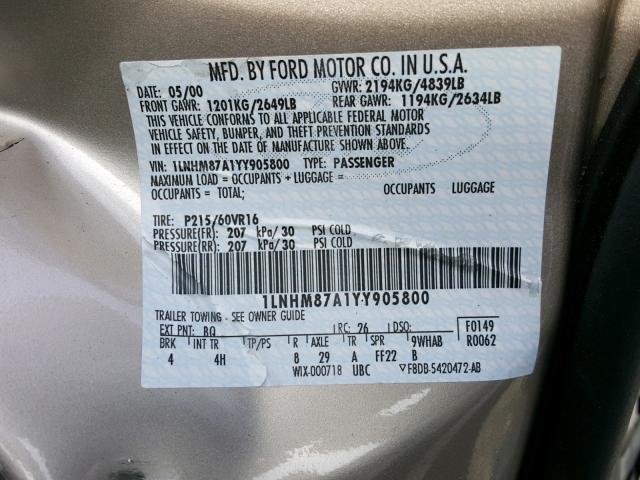 MFD. BY FORD MOTOR CO. IN U.S.A.
DATE: 05/00 GVWR: 2194KG/4839LB
FRONT GAWR: 1201KG/2649LB REAR GAWR: 1194KG/2634LB
THIS VEHICLE CONFORMS TO ALL APPLICABLE FEDERAL MOTOR
VEHICLE SAFETY, BUMPER, AND THEFT PREVENTION STANDARDS
IN EFFECT ON THE DATE OF MANUFACTURE SHOWN ABOVE.
VIN: 1LNHM87A1YY905800 TYPE: PASSENGER
MAXIMUM LOAD = OCCUPANTS + LUGGAGE =
OCCUPANTS = TOTAL; OCCUPANTS LUGGAGE
TIRE: P215/60VR16
PRESSURE(FR): 207 kPa/30 PSI COLD
PRESSURE(RR): 207 kPa/30 PSI COLD
1LNHM87A1YY905800
TRAILER TOWING - SEE OWNER GUIDE
EXT PNT: BQ RC: 26 DSO: F0149
BRK INT TR TP/PS R AXLE TR SPR 9WHAB R0062
4 4H 8 29 A FF22 B
WIX-000718 UBC F8DB-5420472-AB